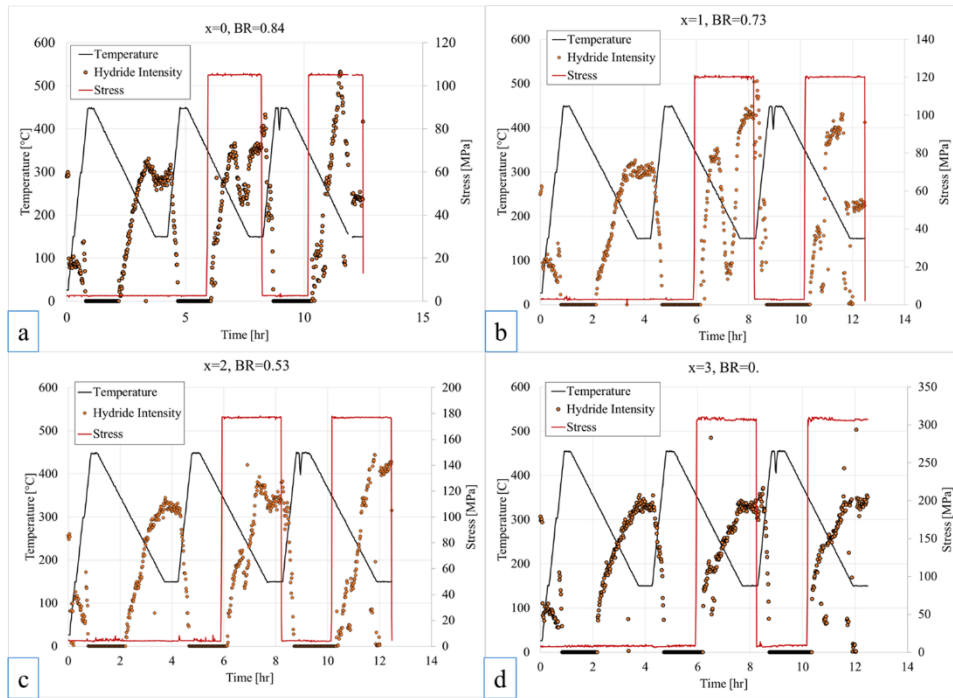 x=0, BR=0.84
Temperature
Hydride Intensity
Stress
600
500
400
300
200
100
0
Temperature [°C]
120
100
80
60
40
20
0
Stress [MPa]
0
5
10
15
Time [hr]
a
x=1, BR=0.73
Temperature
Hydride Intensity
Stress
600
500
400
300
200
100
0
Temperature [°C]
140
120
100
80
60
40
20
0
Stress [MPa]
0
2
4
6
8
10
12
14
Time [hr]
b
x=2, BR=0.53
Temperature
Hydride Intensity
Stress
600
500
400
300
200
100
0
Temperature [°C]
200
180
160
140
120
100
80
60
40
20
0
Stress [MPa]
0
2
4
6
8
10
12
14
Time [hr]
c
x=3, BR=0.
Temperature
Hydride Intensity
Stress
600
500
400
300
200
100
0
Temperature [°C]
350
300
250
200
150
100
50
0
Stress [MPa]
0
2
4
6
8
10
12
14
Time [hr]
d